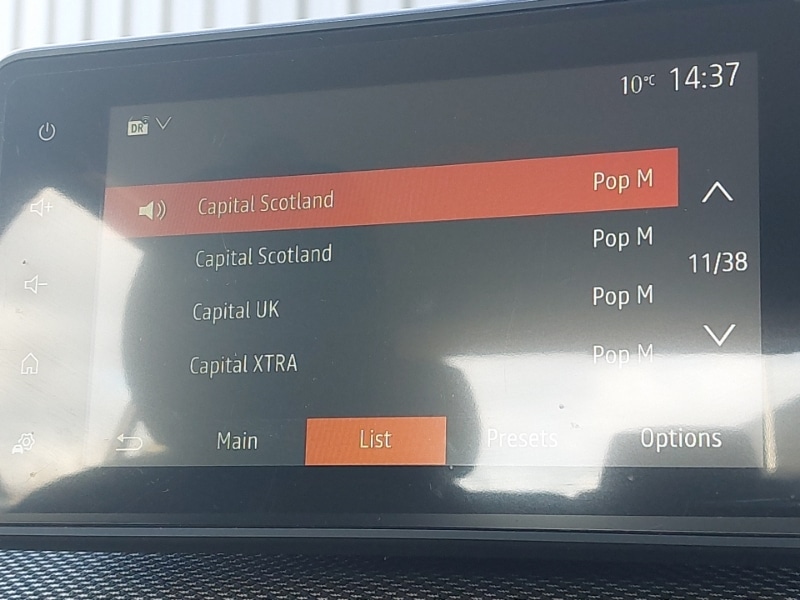 10°C 14:37
DR
Capital Scotland Pop M
Capital Scotland Pop M
11/38
Capital UK Pop M
Capital XTRA Pop M
Main List Presets Options